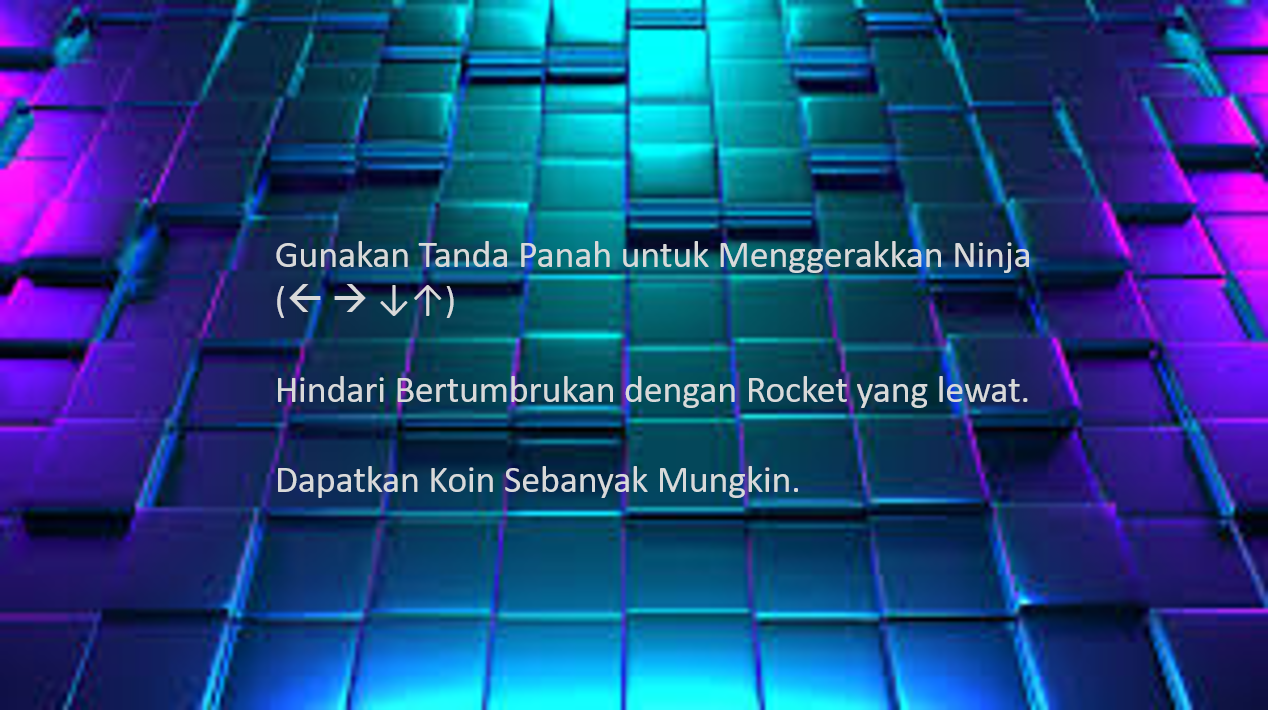 Gunakan Tanda Panah untuk Menggerakkan Ninja
(← → ↓↑)
Hindari Bertumbrukan dengan Rocket yang lewat.
Dapatkan Koin Sebanyak Mungkin.